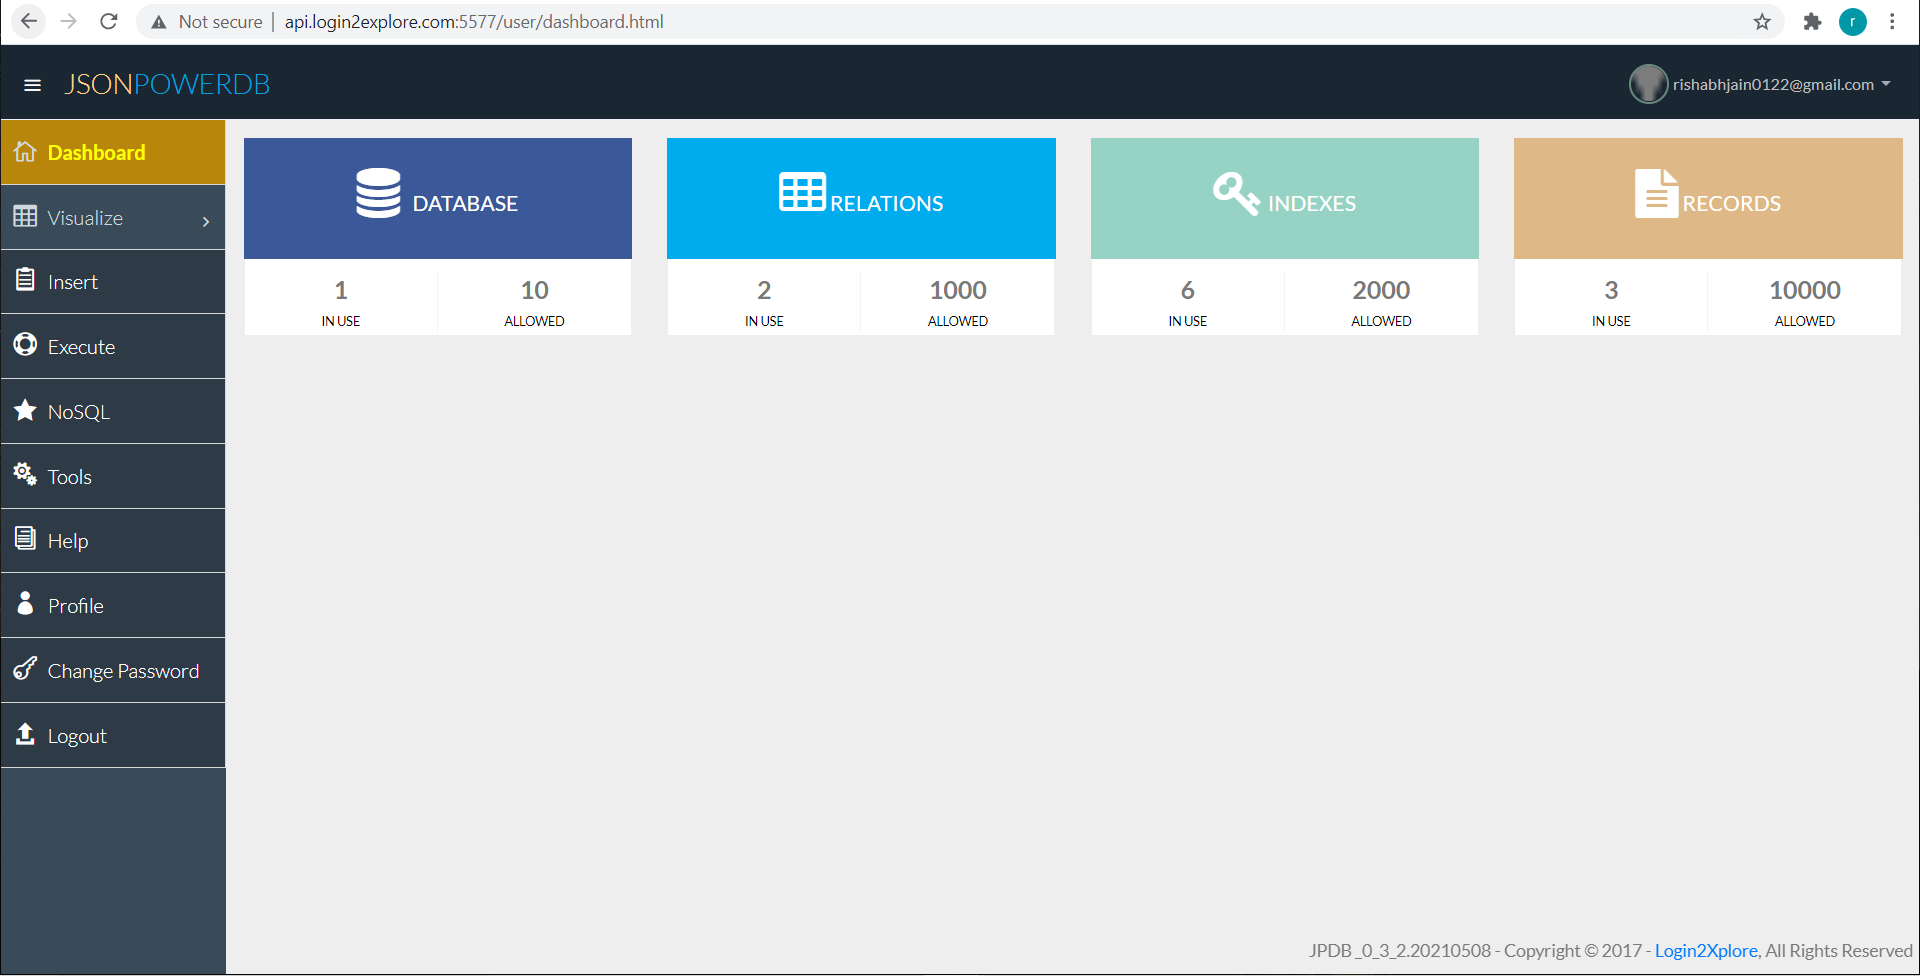 Not secure | api.login2explore.com:5577/user/dashboard.html
r
JSONPOWERDB
rishabhjain0122@gmail.com
Dashboard
Visualize
Insert
Execute
NoSQL
Tools
Help
Profile
Change Password
Logout
DATABASE
1 10
IN USE ALLOWED
RELATIONS
2 1000
IN USE ALLOWED
INDEXES
6 2000
IN USE ALLOWED
RECORDS
3 10000
IN USE ALLOWED
JPDB_0_3_2.20210508 - Copyright © 2017 - Login2Xplore, All Rights Reserved